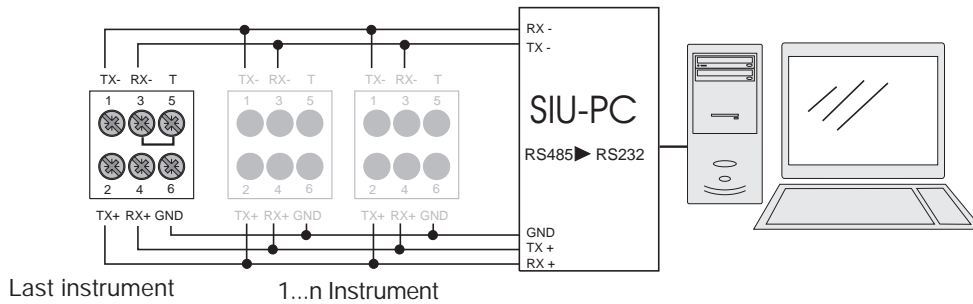 RX -
TX -
TX- RX- T TX- RX- T TX- RX- T
1 3 5 1 3 5 1 3 5
SIU-PC
RS485▶ RS232
2 4 6 2 4 6 2 4 6
TX+ RX+ GND TX+ RX+ GND TX+ RX+ GND
GND
TX +
RX +
Last instrument
1...n Instrument